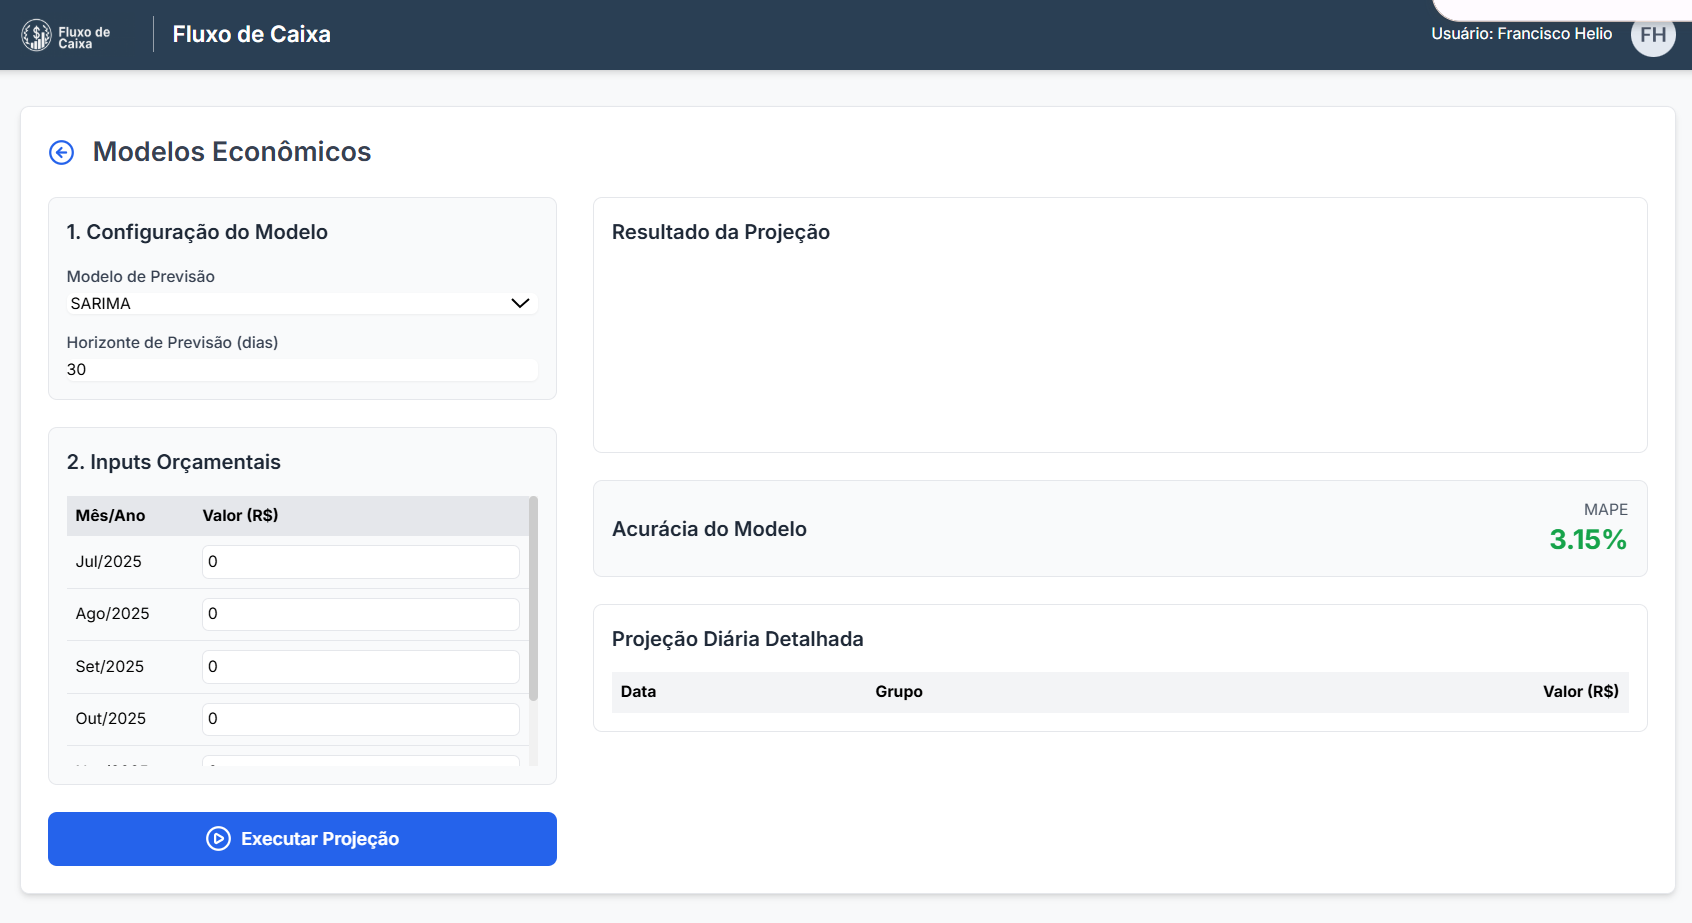 Fluxo de
Caixa
Fluxo de Caixa
Usuário: Francisco Helio
FH
Modelos Econômicos
1. Configuração do Modelo
Modelo de Previsão
SARIMA
Horizonte de Previsão (dias)
30
2. Inputs Orçamentais
Mês/Ano Valor (R$)
Jul/2025 0
Ago/2025 0
Set/2025 0
Out/2025 0
Executar Projeção
Resultado da Projeção
Acurácia do Modelo
MAPE
3.15%
Projeção Diária Detalhada
Data Grupo Valor (R$)